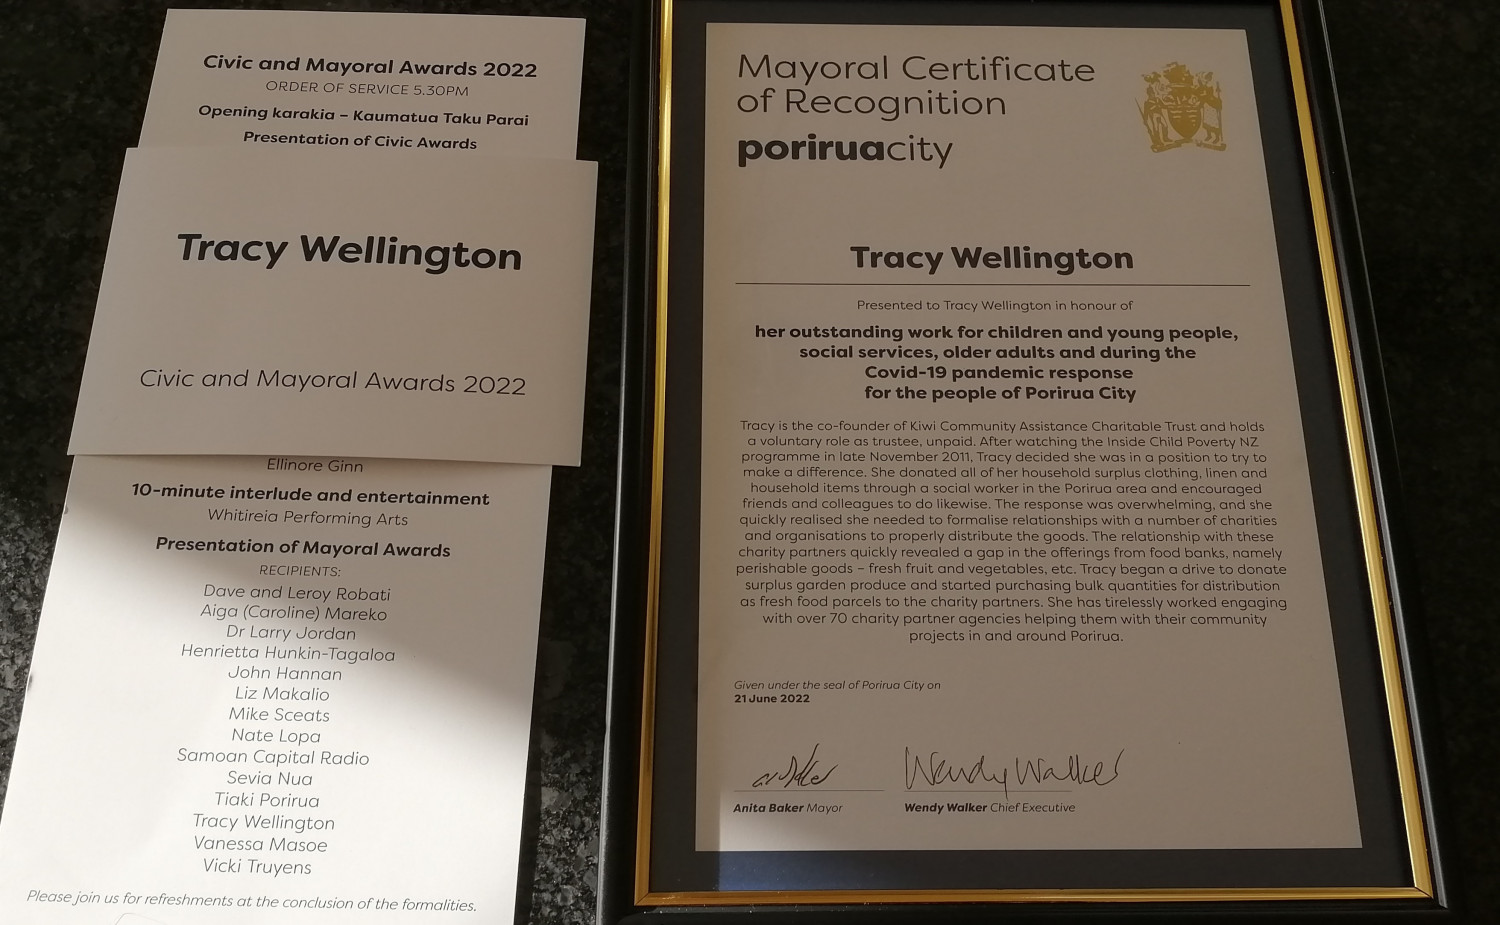 Civic and Mayoral Awards 2022
ORDER OF SERVICE 5.30PM
Opening karakia – Kaumatua Taku Parai
Presentation of Civic Awards
Tracy Wellington
Civic and Mayoral Awards 2022
Ellinore Ginn
10-minute interlude and entertainment
Whitireia Performing Arts
Presentation of Mayoral Awards
RECIPIENTS:
Dave and Leroy Robati
Aiga (Caroline) Mareko
Dr Larry Jordan
Henrietta Hunkin-Tagaloa
John Hannan
Liz Makalio
Mike Sceats
Nate Lopa
Samoan Capital Radio
Sevia Nua
Tiaki Porirua
Tracy Wellington
Vanessa Masoe
Vicki Truyens
Please join us for refreshments at the conclusion of the formalities.
Mayoral Certificate
of Recognition
poriruacity
Tracy Wellington
Presented to Tracy Wellington in honour of
her outstanding work for children and young people,
social services, older adults and during the
Covid-19 pandemic response
for the people of Porirua City
Tracy is the co-founder of Kiwi Community Assistance Charitable Trust and holds
a voluntary role as trustee, unpaid. After watching the Inside Child Poverty NZ
programme in late November 2011, Tracy decided she was in a position to try to
make a difference. She donated all of her household surplus clothing, linen and
household items through a social worker in the Porirua area and encouraged
friends and colleagues to do likewise. The response was overwhelming, and she
quickly realised she needed to formalise relationships with a number of charities
and organisations to properly distribute the goods. The relationship with these
charity partners quickly revealed a gap in the offerings from food banks, namely
perishable goods – fresh fruit and vegetables, etc. Tracy began a drive to donate
surplus garden produce and started purchasing bulk quantities for distribution
as fresh food parcels to the charity partners. She has tirelessly worked engaging
with over 70 charity partner agencies helping them with their community
projects in and around Porirua.
Given under the seal of Porirua City on
21 June 2022
Wendy Walker
Anita Baker Mayor
Wendy Walker Chief Executive